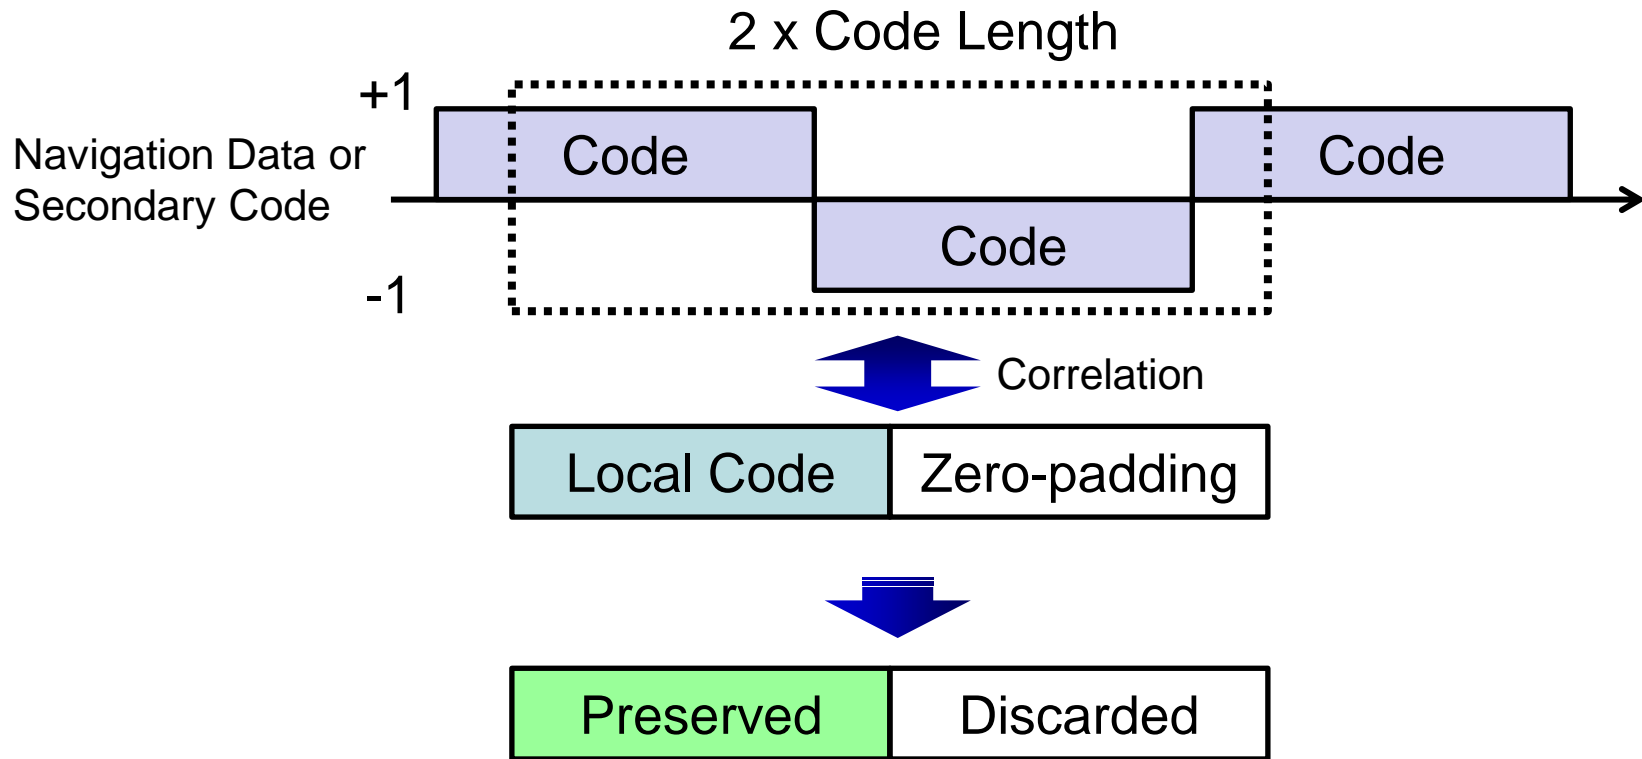 2 x Code Length
+1
Navigation Data or
Secondary Code
Code
Code
Code
-1
Correlation
Local Code
Zero-padding
Preserved
Discarded